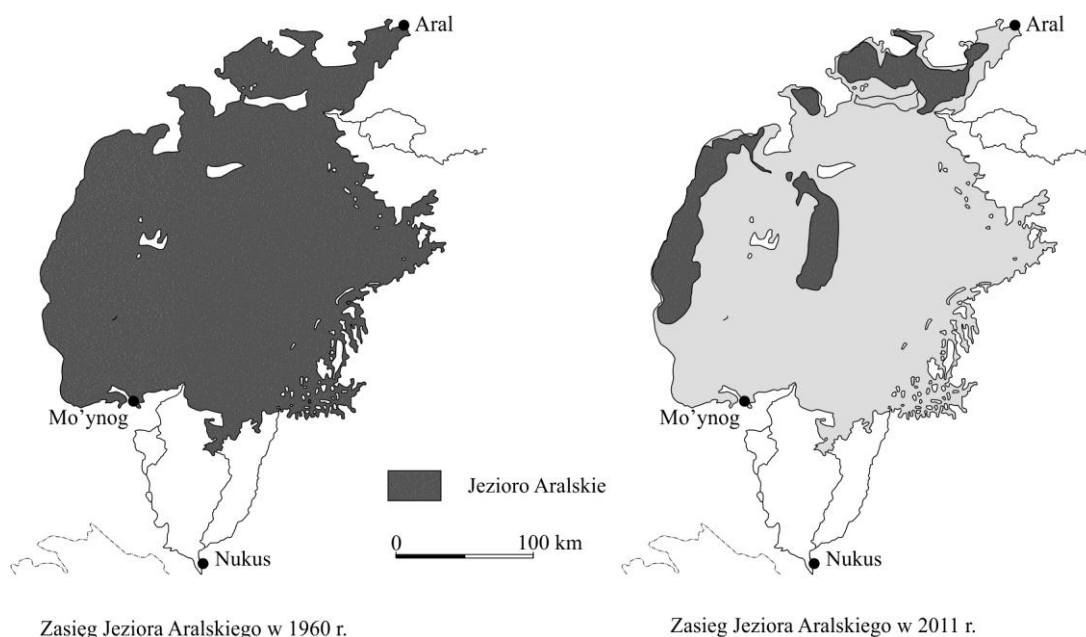 Aral
Aral
Mo’ynog
Mo’ynog
Jezioro Aralskie
0 100 km
Nukus
Nukus
Zasięg Jeziora Aralskiego w 1960 r.
Zasięg Jeziora Aralskiego w 2011 r.